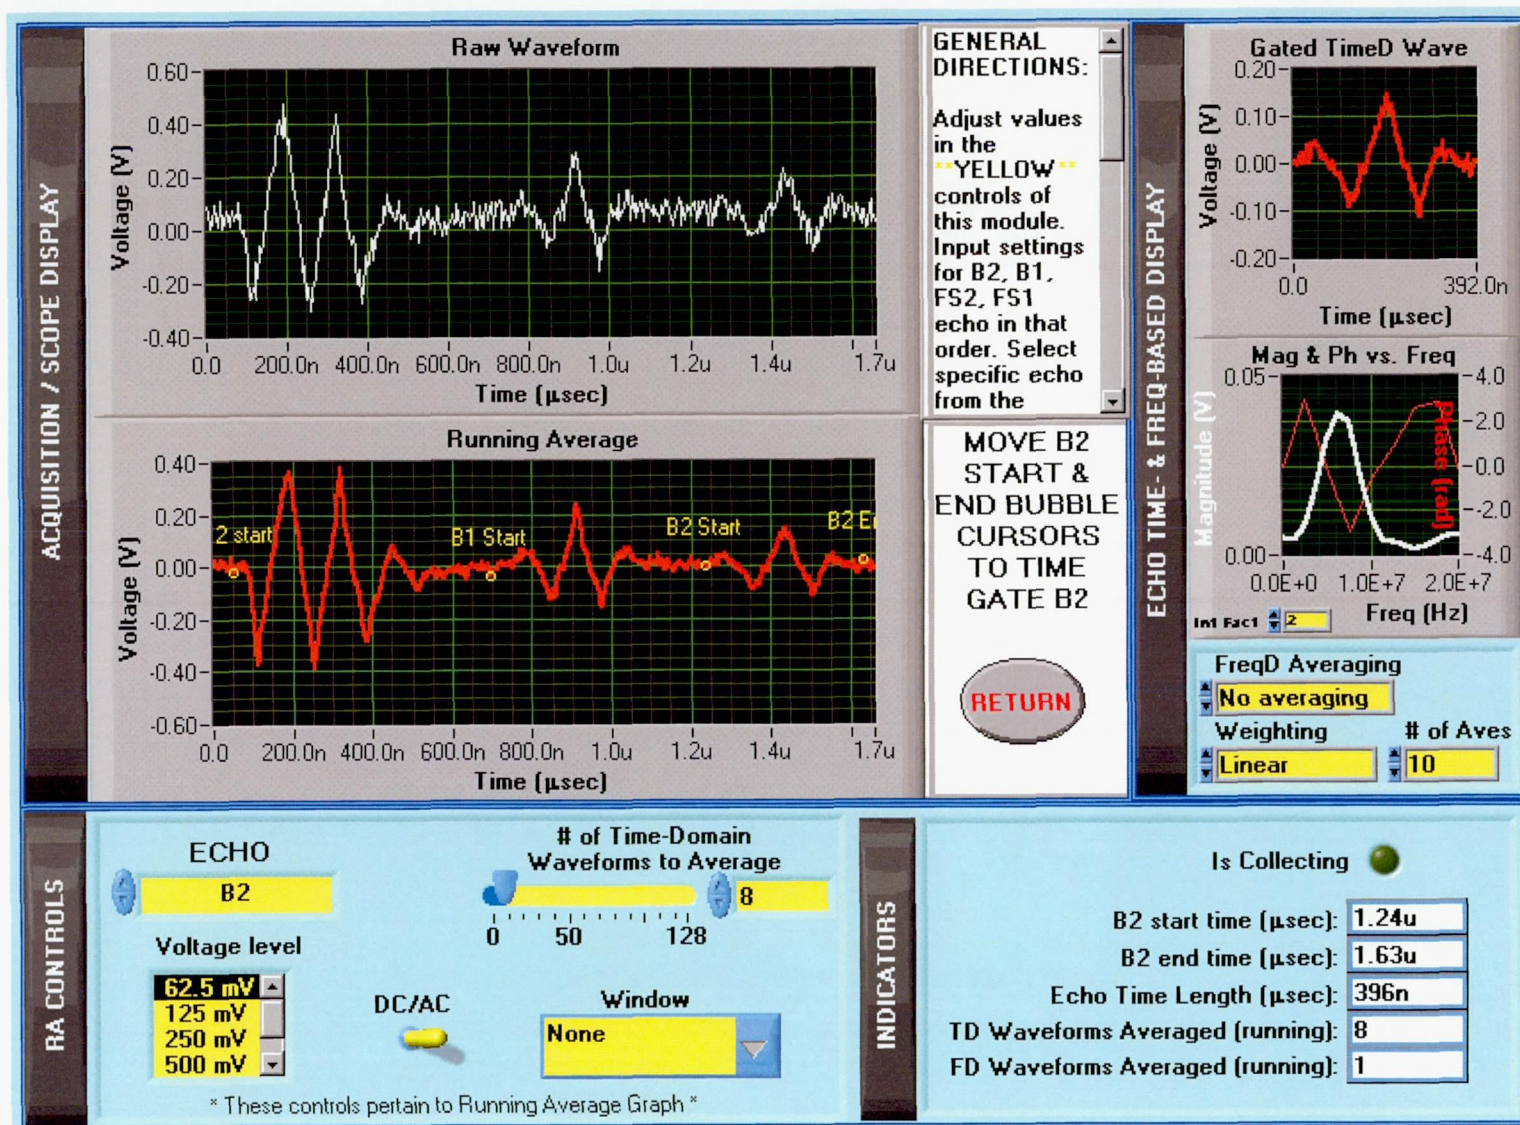 ACQUISITION / SCOPE DISPLAY
Raw Waveform
Voltage (V)
0.60
0.40
0.20
0.00
-0.20
-0.40
0.0 200.0n 400.0n 600.0n 800.0n 1.0u 1.2u 1.4u 1.7u
Time (µsec)
Running Average
Voltage (V)
0.40
0.20
0.00
-0.20
-0.40
-0.60
2 start
B1 Start
B2 Start
B2 E
0.0 200.0n 400.0n 600.0n 800.0n 1.0u 1.2u 1.4u 1.7u
Time (µsec)
GENERAL
DIRECTIONS:
Adjust values
in the
**YELLOW**
controls of
this module.
Input settings
for B2, B1,
FS2, FS1
echo in that
order. Select
specific echo
from the
MOVE B2
START &
END BUBBLE
CURSORS
TO TIME
GATE B2
RETURN
ECHO TIME- & FREQ-BASED DISPLAY
Gated TimeD Wave
Voltage (V)
0.20
0.10
0.00
-0.10
-0.20
0.0 392.0n
Time (µsec)
Mag & Ph vs. Freq
Magnitude (V)
0.05
0.00
4.0
2.0
-0.0
-2.0
-4.0
Phase (rad)
0.0E+0 1.0E+7 2.0E+7
Freq (Hz)
Int Fact 2
FreqD Averaging
No averaging
Weighting
Linear
# of Aves
10
RA CONTROLS
ECHO
B2
# of Time-Domain
Waveforms to Average
8
0 50 128
Voltage level
62.5 mV
125 mV
250 mV
500 mV
DC/AC
Window
None
* These controls pertain to Running Average Graph *
INDICATORS
Is Collecting
B2 start time (µsec): 1.24u
B2 end time (µsec): 1.63u
Echo Time Length (µsec): 396n
TD Waveforms Averaged (running): 8
FD Waveforms Averaged (running): 1